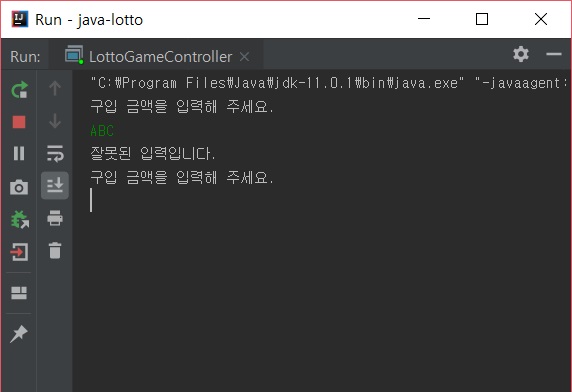 Run - java-lotto
Run: LottoGameController
"C:\Program Files\Java\jdk-11.0.1\bin\java.exe" "-javaagent:
구입 금액을 입력해 주세요.
ABC
잘못된 입력입니다.
구입 금액을 입력해 주세요.